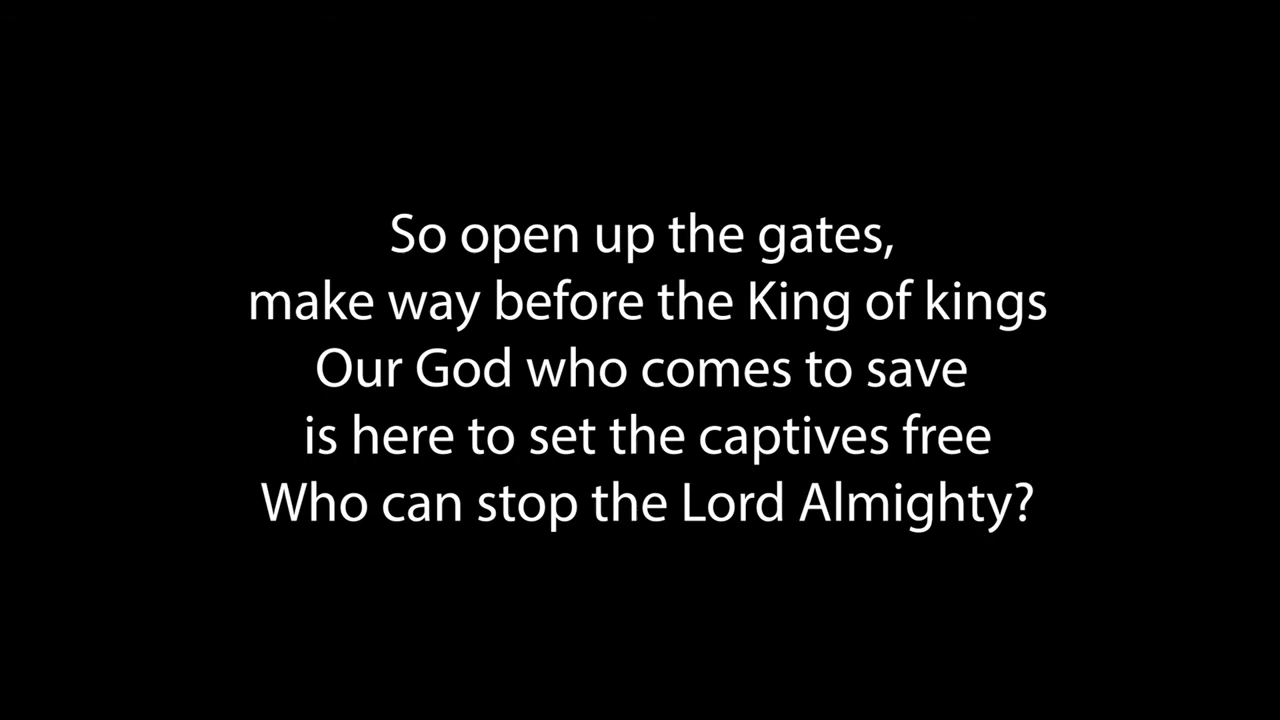 So open up the gates,
make way before the King of kings
Our God who comes to save
is here to set the captives free
Who can stop the Lord Almighty?